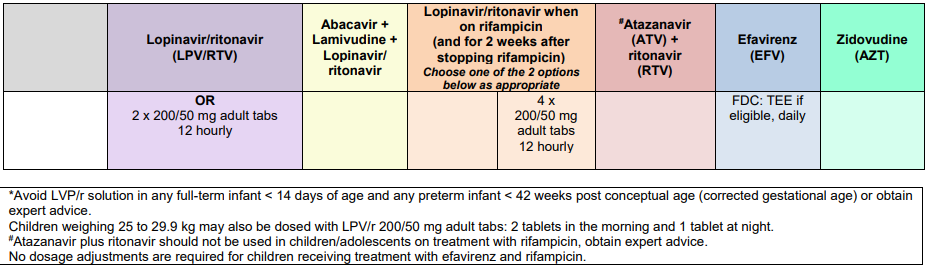 Lopinavir/ritonavir
(LPV/RTV)
Abacavir +
Lamivudine +
Lopinavir/
ritonavir
Lopinavir/ritonavir when
on rifampicin
(and for 2 weeks after
stopping rifampicin)
Choose one of the 2 options
below as appropriate
#Atazanavir
(ATV) +
ritonavir
(RTV)
Efavirenz
(EFV)
Zidovudine
(AZT)
OR
2 x 200/50 mg adult tabs
12 hourly
4 x
200/50 mg
adult tabs
12 hourly
FDC: TEE if
eligible, daily
*Avoid LVP/r solution in any full-term infant < 14 days of age and any preterm infant < 42 weeks post conceptual age (corrected gestational age) or obtain
expert advice.
Children weighing 25 to 29.9 kg may also be dosed with LPV/r 200/50 mg adult tabs: 2 tablets in the morning and 1 tablet at night.
#Atazanavir plus ritonavir should not be used in children/adolescents on treatment with rifampicin, obtain expert advice.
No dosage adjustments are required for children receiving treatment with efavirenz and rifampicin.